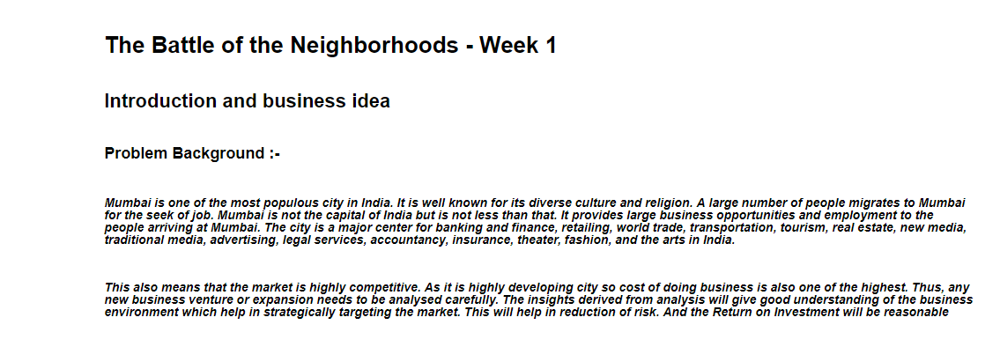 The Battle of the Neighborhoods - Week 1
Introduction and business idea
Problem Background :-
Mumbai is one of the most populous city in India. It is well known for its diverse culture and religion. A large number of people migrates to Mumbai
for the seek of job. Mumbai is not the capital of India but is not less than that. It provides large business opportunities and employment to the
people arriving at Mumbai. The city is a major center for banking and finance, retailing, world trade, transportation, tourism, real estate, new media,
traditional media, advertising, legal services, accountancy, insurance, theater, fashion, and the arts in India.
This also means that the market is highly competitive. As it is highly developing city so cost of doing business is also one of the highest. Thus, any
new business venture or expansion needs to be analysed carefully. The insights derived from analysis will give good understanding of the business
environment which help in strategically targeting the market. This will help in reduction of risk. And the Return on Investment will be reasonable